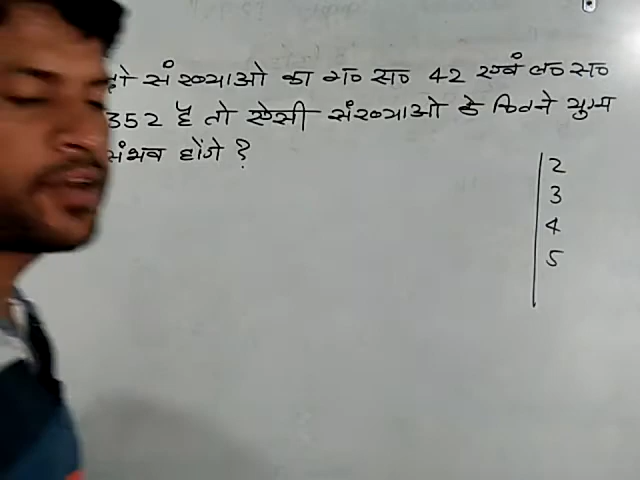 दो संख्याओ का म० स० 42 एवं ल० स०
352 है तो ऐसी संख्याओ के कितने युग्म
संभव होंगे ?
2
3
4
5